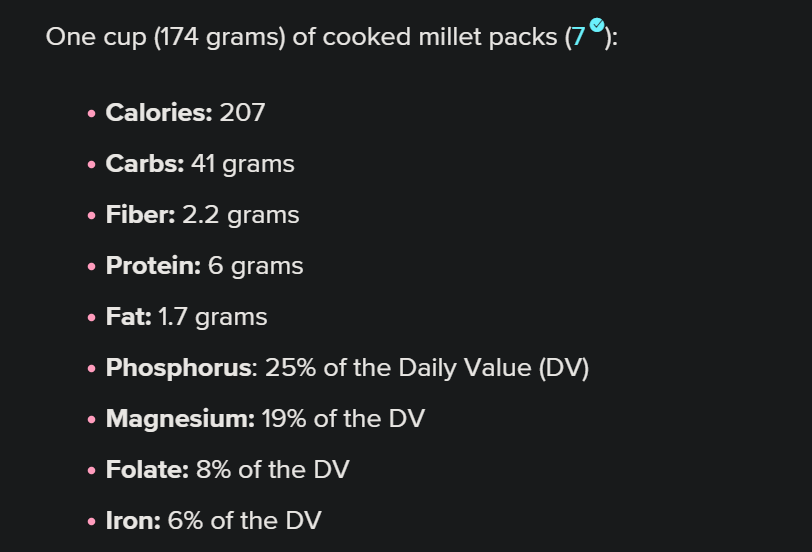 One cup (174 grams) of cooked millet packs (7):
• Calories: 207
• Carbs: 41 grams
• Fiber: 2.2 grams
• Protein: 6 grams
• Fat: 1.7 grams
• Phosphorus: 25% of the Daily Value (DV)
• Magnesium: 19% of the DV
• Folate: 8% of the DV
• Iron: 6% of the DV